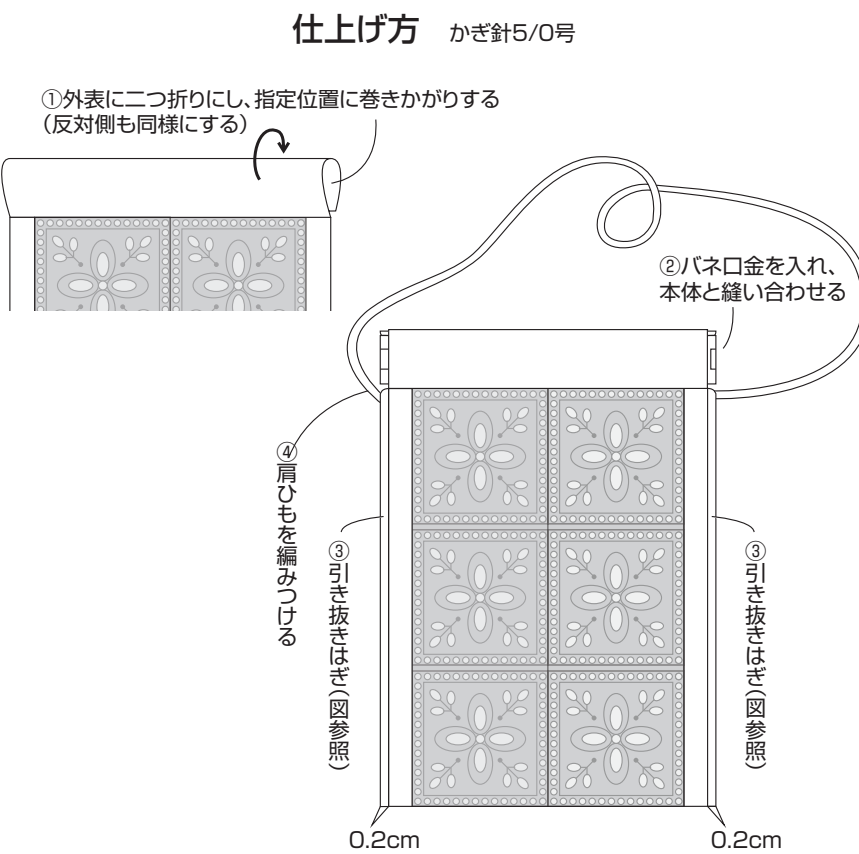 仕上げ方 かぎ針5/0号
①外表に二つ折りにし、指定位置に巻きかがりする
(反対側も同様にする)
②バネ口金を入れ、
本体と縫い合わせる
④肩ひもを編みつける
③引き抜きはぎ(図参照)
③引き抜きはぎ(図参照)
0.2cm
0.2cm